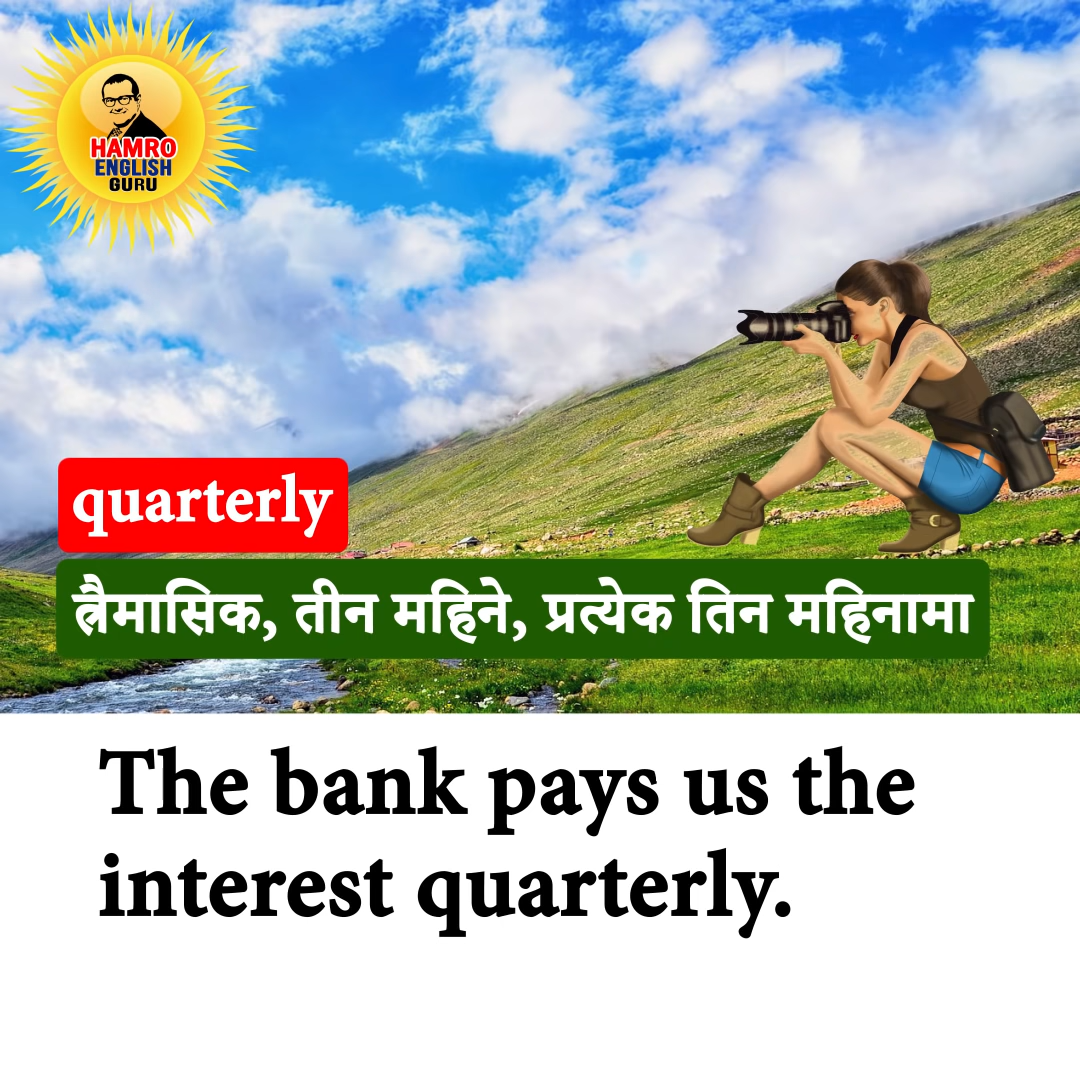 HAMRO
ENGLISH
GURU
quarterly
त्रैमासिक, तीन महिने, प्रत्येक तिन महिनामा
The bank pays us the
interest quarterly.